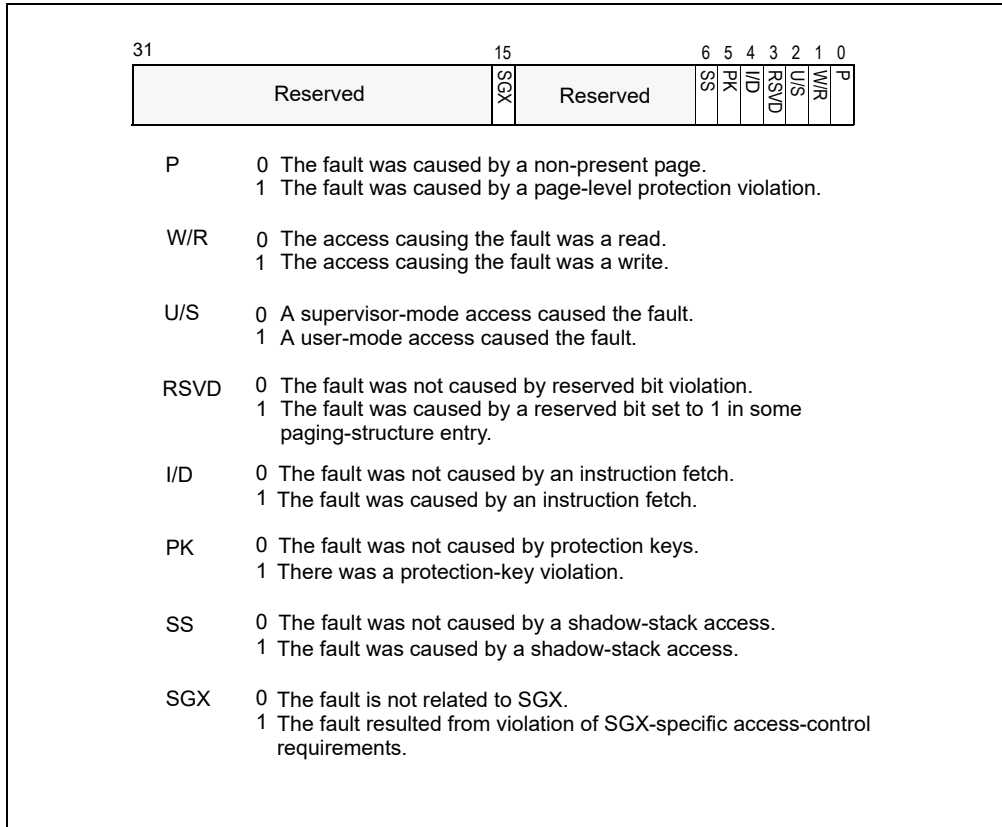 31 15 6 5 4 3 2 1 0
Reserved SGX Reserved SS PK I/D RSVD U/S W/R P
P 0 The fault was caused by a non-present page.
1 The fault was caused by a page-level protection violation.
W/R 0 The access causing the fault was a read.
1 The access causing the fault was a write.
U/S 0 A supervisor-mode access caused the fault.
1 A user-mode access caused the fault.
RSVD 0 The fault was not caused by reserved bit violation.
1 The fault was caused by a reserved bit set to 1 in some
paging-structure entry.
I/D 0 The fault was not caused by an instruction fetch.
1 The fault was caused by an instruction fetch.
PK 0 The fault was not caused by protection keys.
1 There was a protection-key violation.
SS 0 The fault was not caused by a shadow-stack access.
1 The fault was caused by a shadow-stack access.
SGX 0 The fault is not related to SGX.
1 The fault resulted from violation of SGX-specific access-control
requirements.